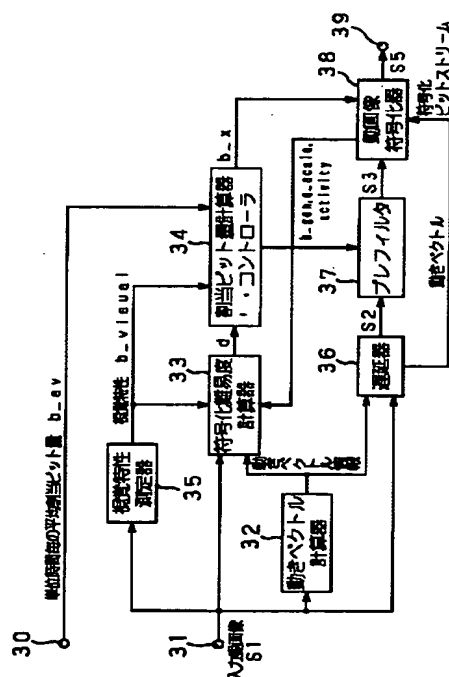 30
単位時間毎の平均割当ビット量 b_av
31
入力動画像
S1
視覚特性
測定器
35
視覚特性 b_visual
33
符号化難易度
計算器
d
34
割当ビット量計算器
・コントローラ
b_x
32
動きベクトル
計算器
動きベクトル情報
b_gen,q_scale,
activity
36
遅延器
S2
37
プレフィルタ
S3
38
動画像
符号化器
39
S5
符号化
ビットストリーム
動きベクトル